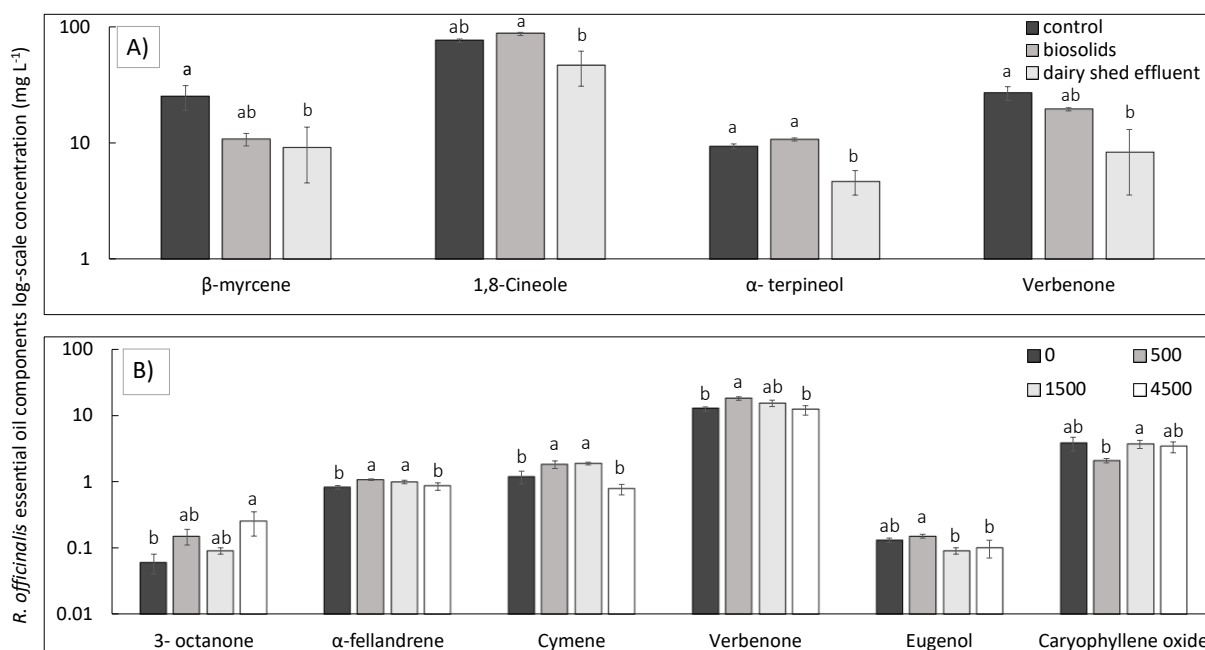 R. officinalis essential oil components log-scale concentration (mg L⁻¹)
A)
100
10
1
control
biosolids
dairy shed effluent
a ab b
ab a b
a a b
a ab b
β-myrcene 1,8-Cineole α- terpineol Verbenone
B)
100
10
1
0.1
0.01
0 500
1500 4500
b ab ab a
b a a b
b a a b
b a ab b
ab a b b
ab b a ab
3- octanone α-fellandrene Cymene Verbenone Eugenol Caryophyllene oxide